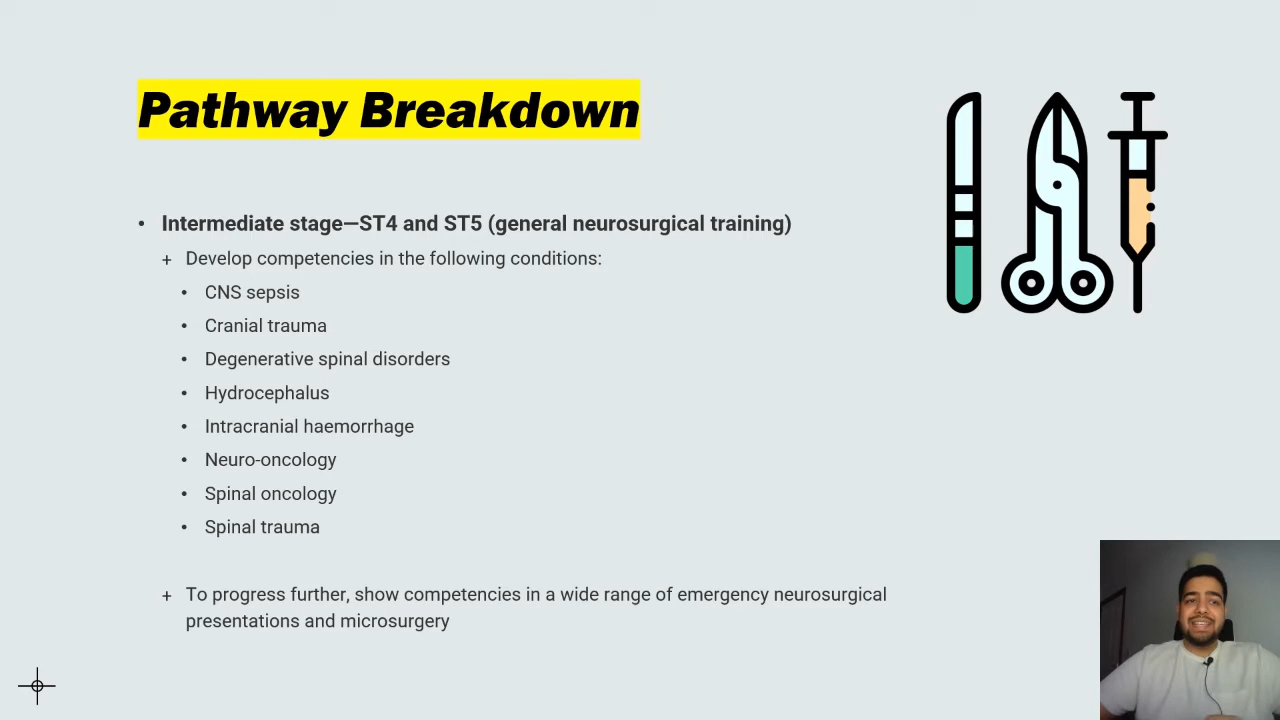 Pathway Breakdown
• Intermediate stage—ST4 and ST5 (general neurosurgical training)
+ Develop competencies in the following conditions:
• CNS sepsis
• Cranial trauma
• Degenerative spinal disorders
• Hydrocephalus
• Intracranial haemorrhage
• Neuro-oncology
• Spinal oncology
• Spinal trauma
+ To progress further, show competencies in a wide range of emergency neurosurgical
presentations and microsurgery